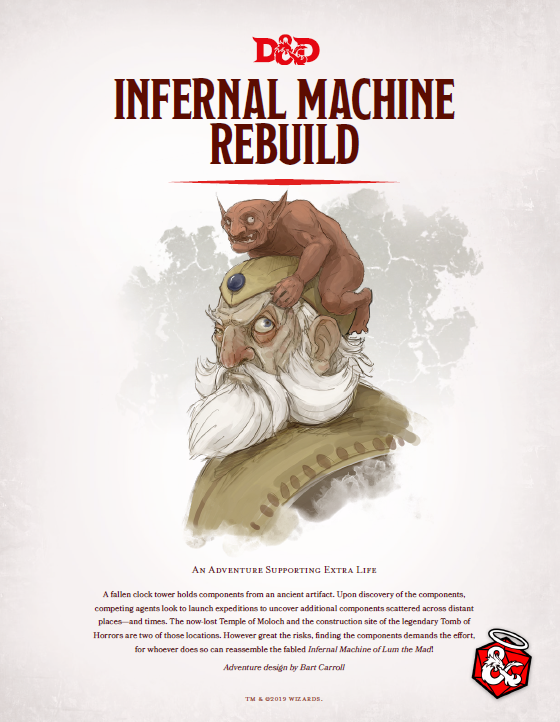 D&D
INFERNAL MACHINE
REBUILD
AN ADVENTURE SUPPORTING EXTRA LIFE
A fallen clock tower holds components from an ancient artifact. Upon discovery of the components,
competing agents look to launch expeditions to uncover additional components scattered across distant
places—and times. The now-lost Temple of Moloch and the construction site of the legendary Tomb of
Horrors are two of those locations. However great the risks, finding the components demands the effort,
for whoever does so can reassemble the fabled Infernal Machine of Lum the Mad!
Adventure design by Bart Carroll
TM & ©2019 WIZARDS.